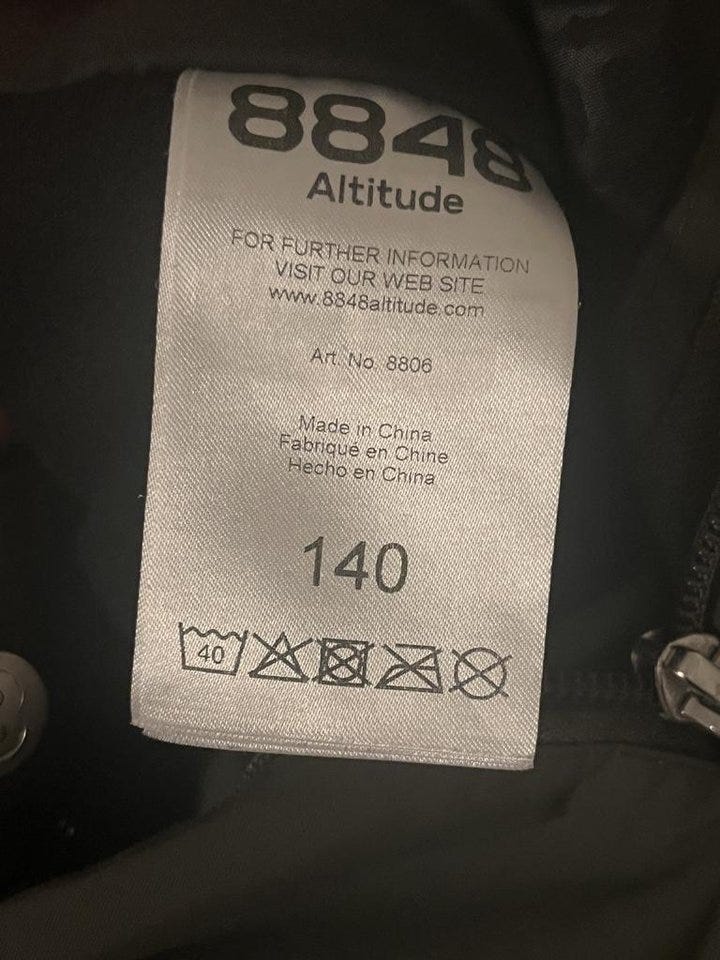 8848
Altitude
FOR FURTHER INFORMATION
VISIT OUR WEB SITE
www.8848altitude.com
Art. No. 8806
Made in China
Fabriqué en Chine
Hecho en China
140
40